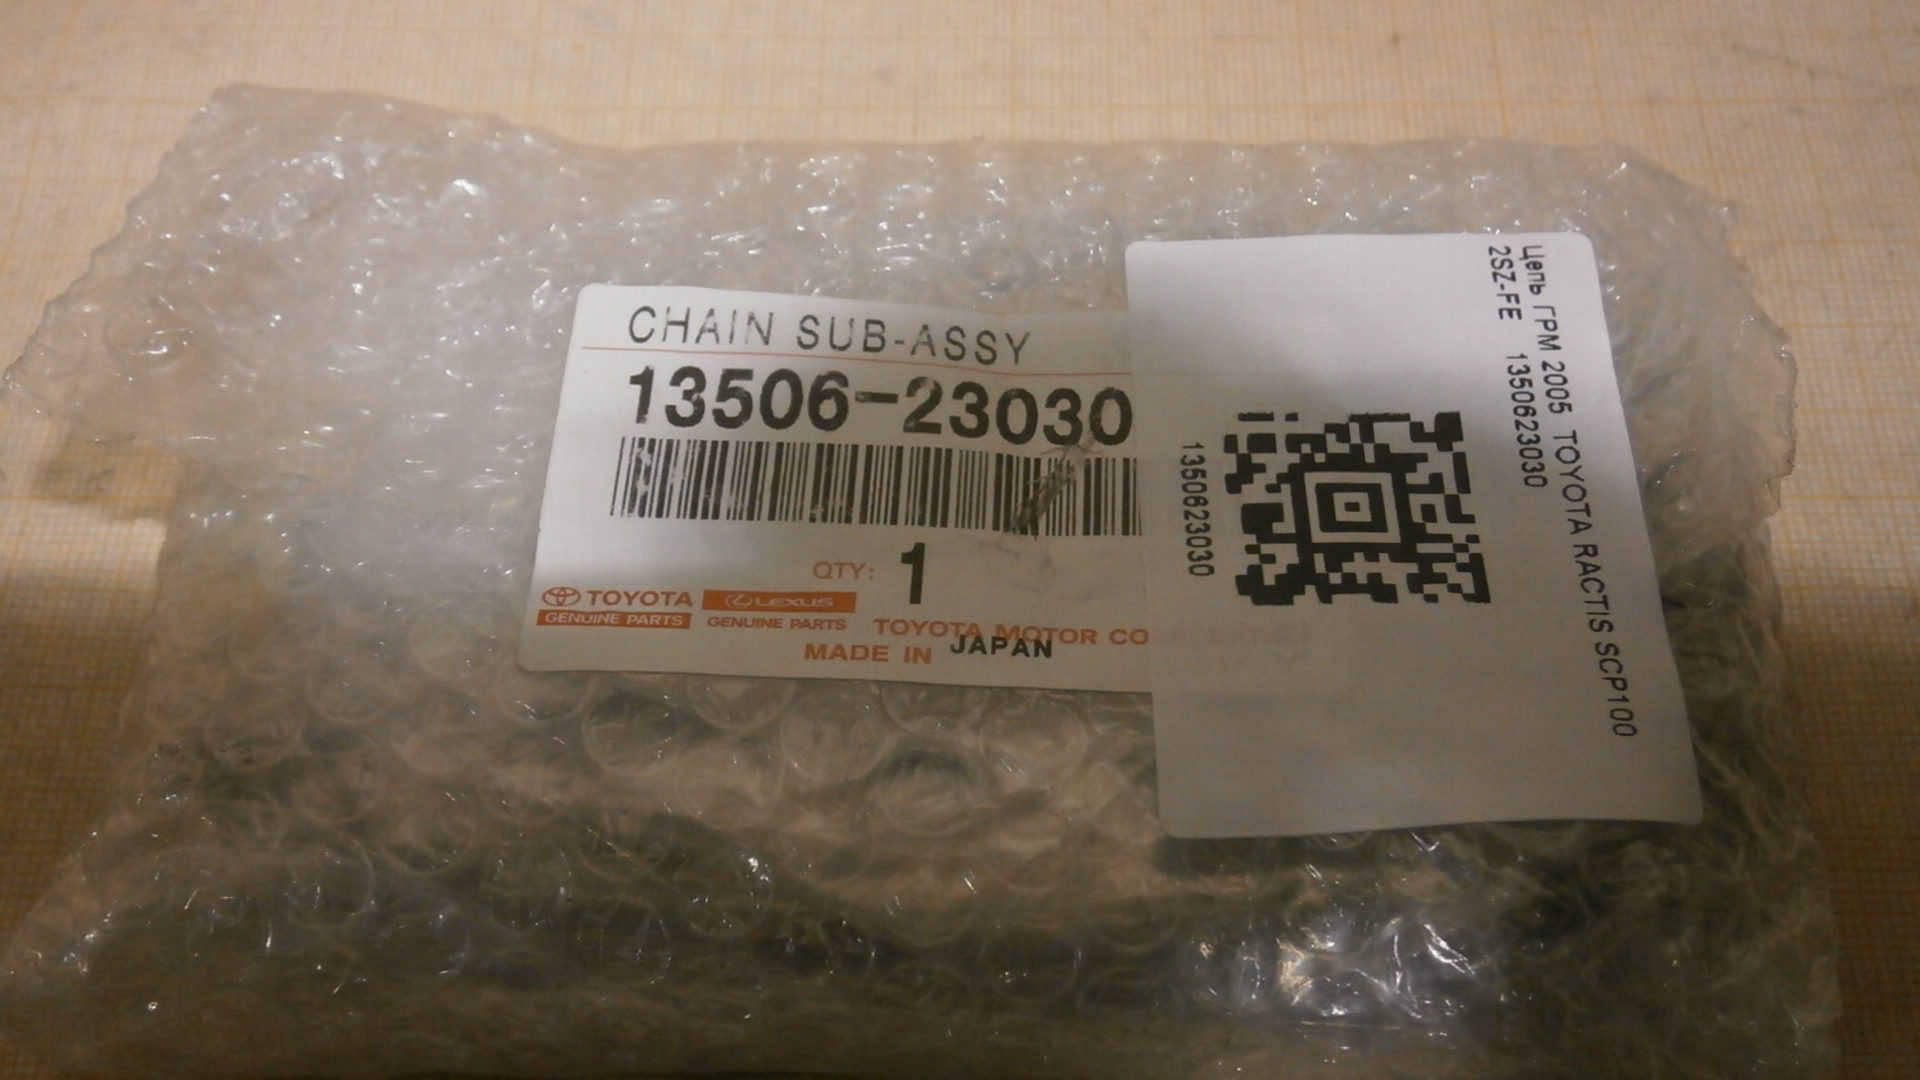 CHAIN SUB-ASSY
13506-23030
QTY: 1
TOYOTA
GENUINE PARTS
LEXUS
GENUINE PARTS
TOYOTA MOTOR CO
MADE IN JAPAN
Цепь ГРМ 2005 TOYOTA RACTIS SCP100
2SZ-FE 1350623030
1350623030